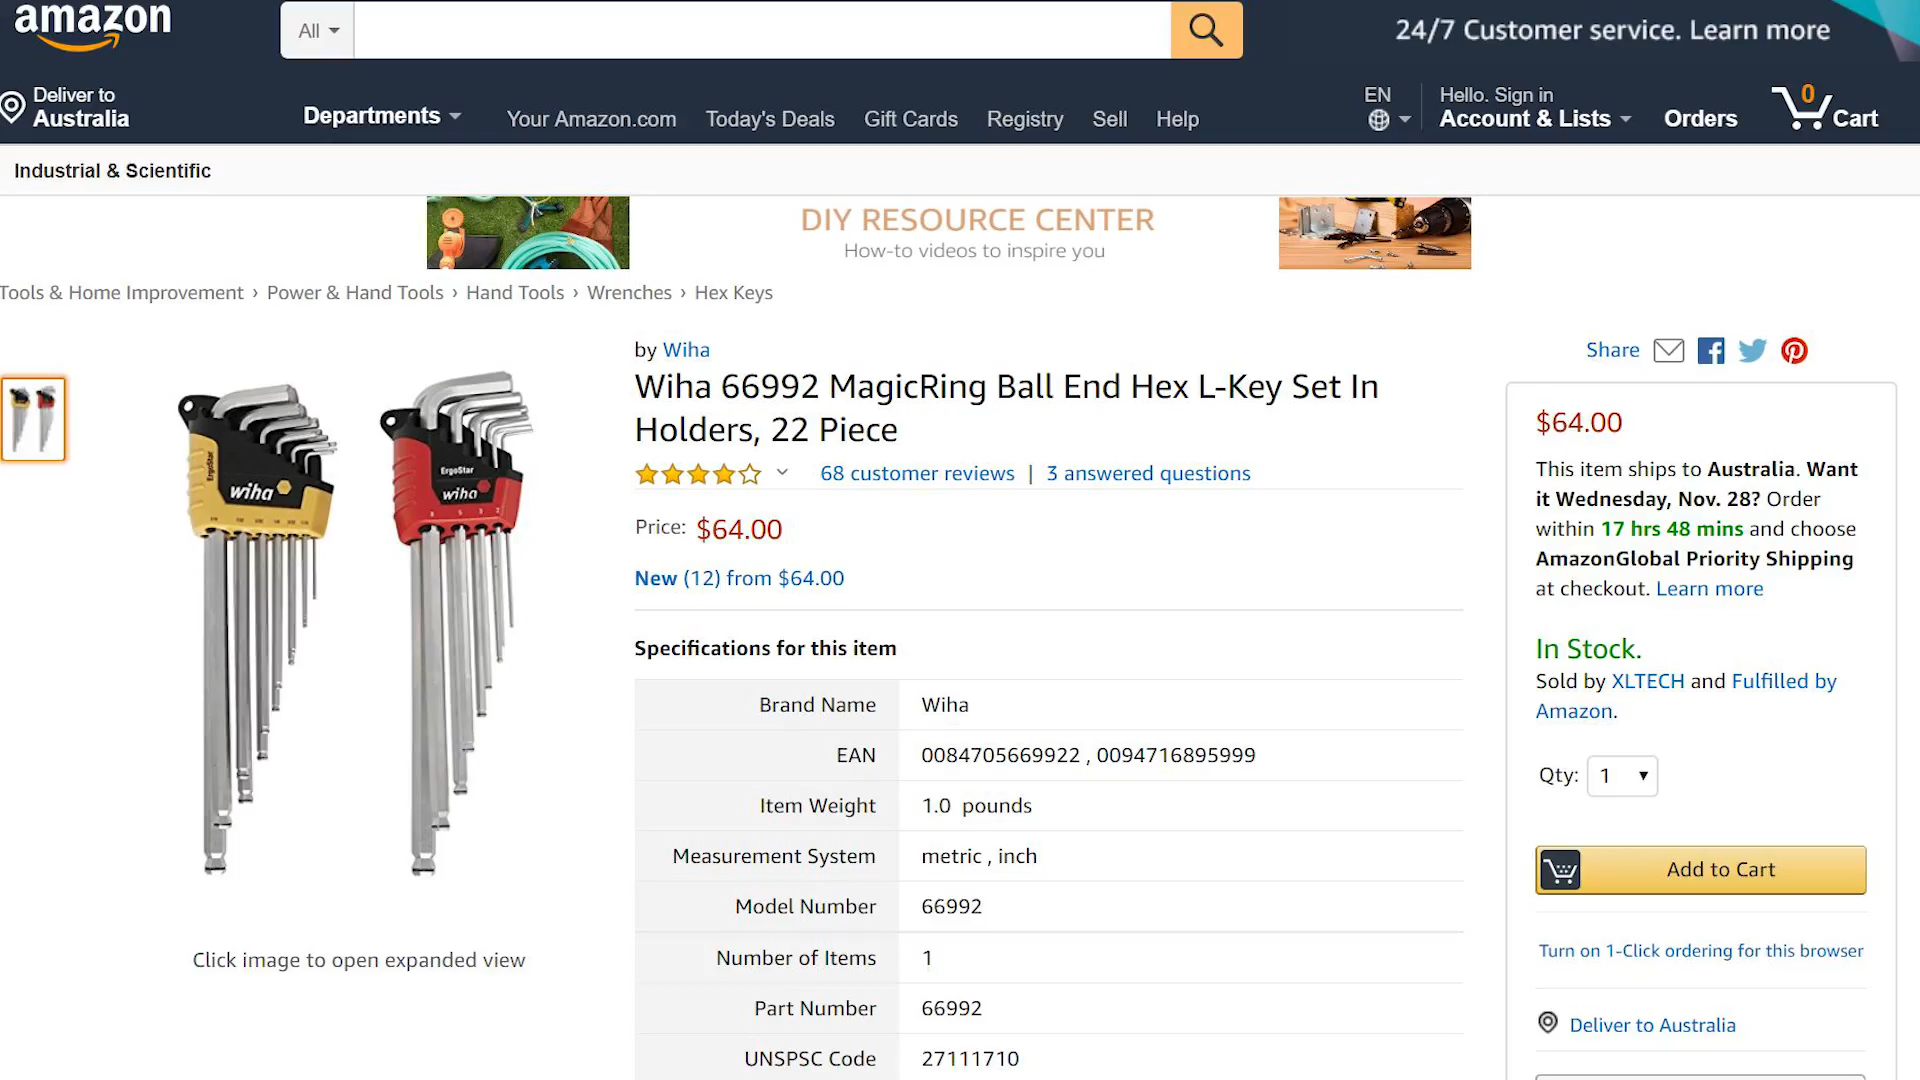 amazon
All
24/7 Customer service. Learn more
Deliver to
Australia
Departments
Your Amazon.com
Today's Deals
Gift Cards
Registry
Sell
Help
EN
Hello. Sign in
Account & Lists
Orders
0
Cart
Industrial & Scientific
DIY RESOURCE CENTER
How-to videos to inspire you
Tools & Home Improvement › Power & Hand Tools › Hand Tools › Wrenches › Hex Keys
ErgoStar
wiha
ErgoStar
wiha
Click image to open expanded view
by Wiha
Wiha 66992 MagicRing Ball End Hex L-Key Set In
Holders, 22 Piece
68 customer reviews | 3 answered questions
Price: $64.00
New (12) from $64.00
Specifications for this item
Brand Name Wiha
EAN 0084705669922 , 0094716895999
Item Weight 1.0 pounds
Measurement System metric , inch
Model Number 66992
Number of Items 1
Part Number 66992
UNSPSC Code 27111710
Share
$64.00
This item ships to Australia. Want
it Wednesday, Nov. 28? Order
within 17 hrs 48 mins and choose
AmazonGlobal Priority Shipping
at checkout. Learn more
In Stock.
Sold by XLTECH and Fulfilled by
Amazon.
Qty: 1
Add to Cart
Turn on 1-Click ordering for this browser
Deliver to Australia